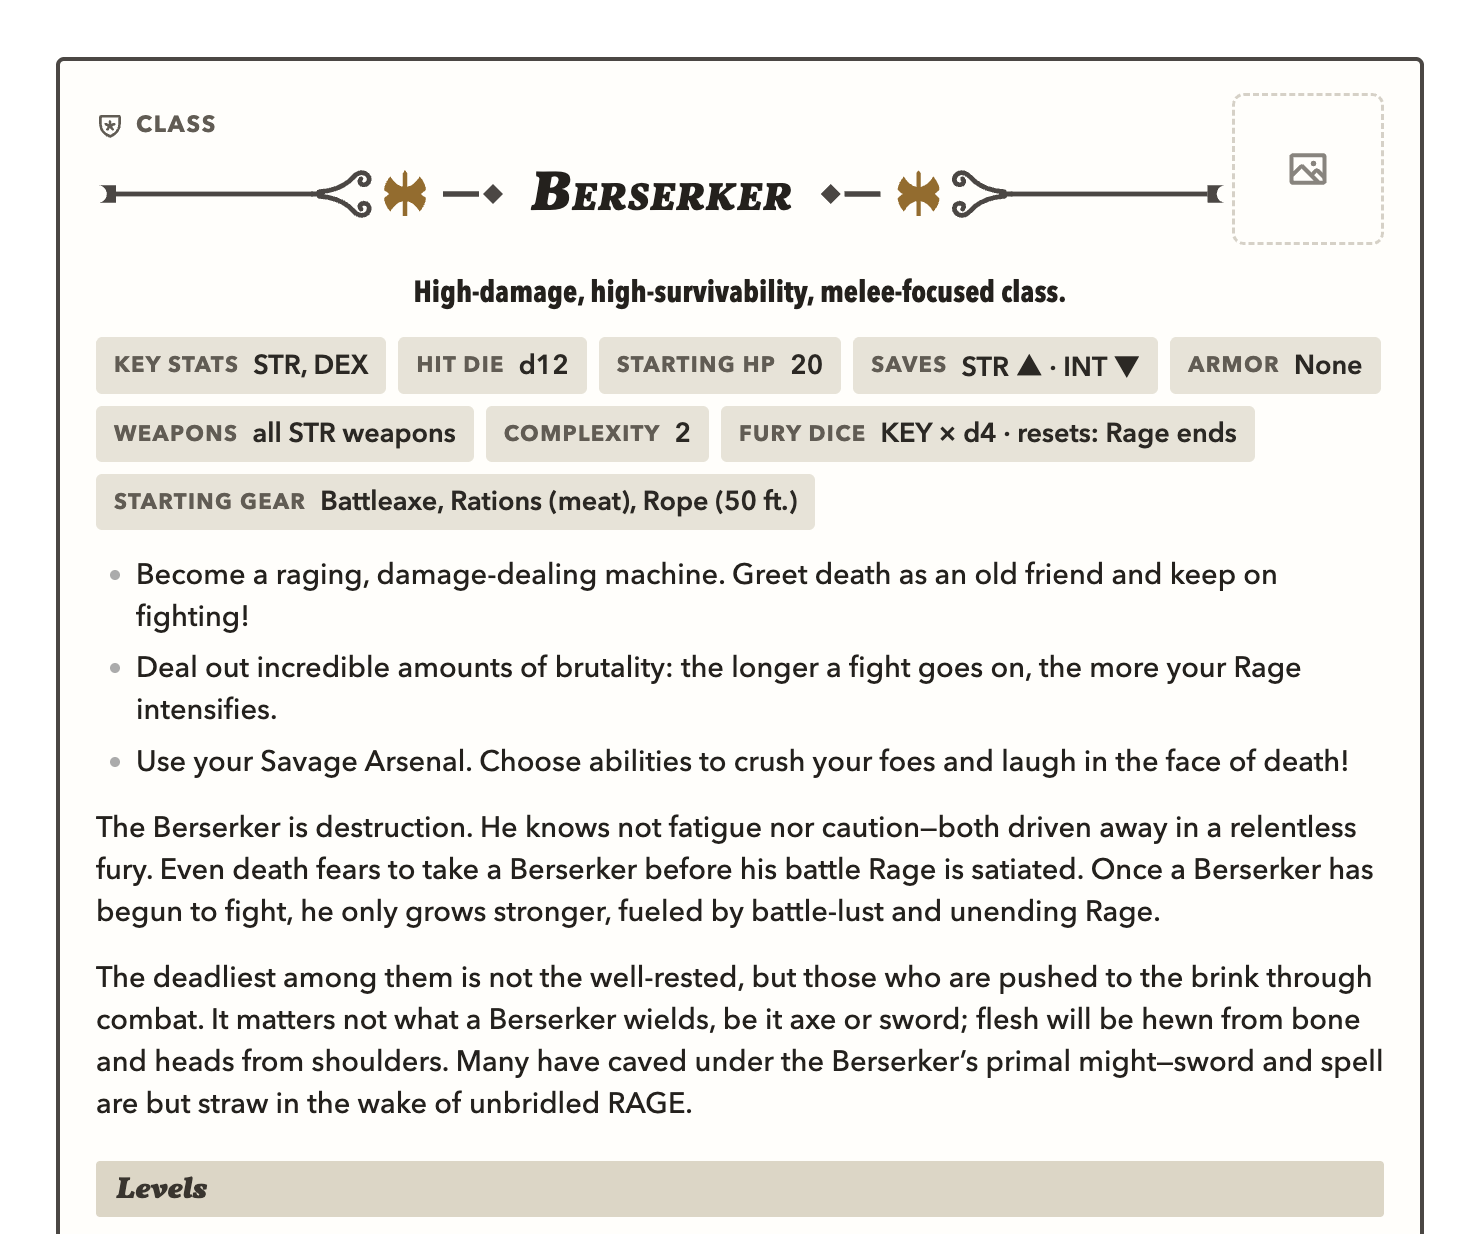 CLASS
BERSERKER
High-damage, high-survivability, melee-focused class.
KEY STATS STR, DEX HIT DIE d12 STARTING HP 20 SAVES STR ▲ · INT ▼ ARMOR None
WEAPONS all STR weapons COMPLEXITY 2 FURY DICE KEY × d4 · resets: Rage ends
STARTING GEAR Battleaxe, Rations (meat), Rope (50 ft.)
• Become a raging, damage-dealing machine. Greet death as an old friend and keep on
fighting!
• Deal out incredible amounts of brutality: the longer a fight goes on, the more your Rage
intensifies.
• Use your Savage Arsenal. Choose abilities to crush your foes and laugh in the face of death!
The Berserker is destruction. He knows not fatigue nor caution—both driven away in a relentless
fury. Even death fears to take a Berserker before his battle Rage is satiated. Once a Berserker has
begun to fight, he only grows stronger, fueled by battle-lust and unending Rage.
The deadliest among them is not the well-rested, but those who are pushed to the brink through
combat. It matters not what a Berserker wields, be it axe or sword; flesh will be hewn from bone
and heads from shoulders. Many have caved under the Berserker’s primal might—sword and spell
are but straw in the wake of unbridled RAGE.
Levels